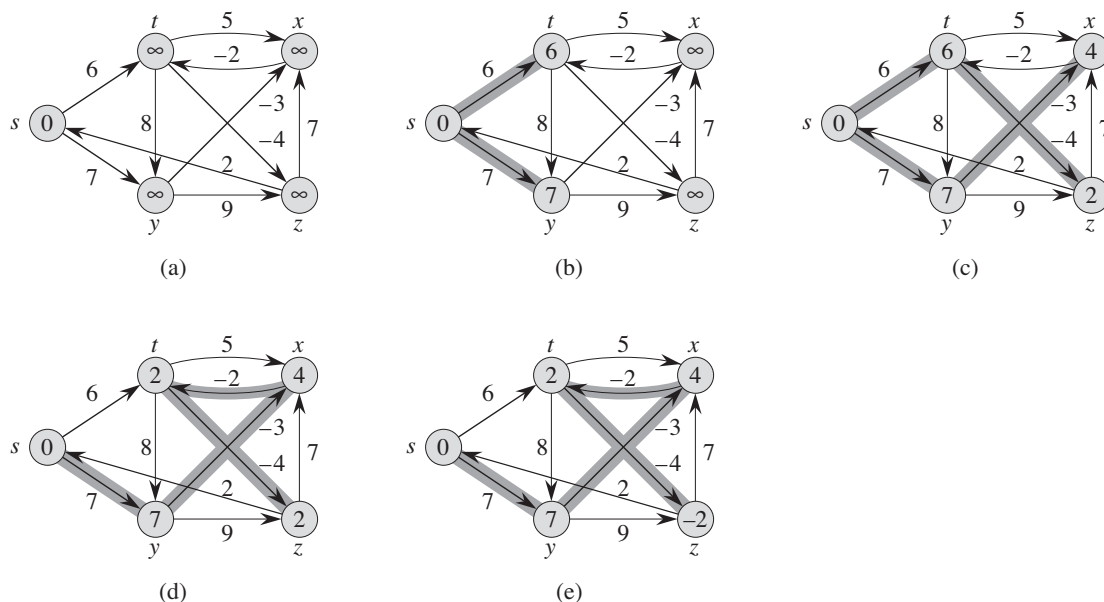 t 5 x
∞ –2 ∞
6
–3
s 0 8 –4 7
7 2
∞ 9 ∞
y z
(a)
t 5 x
6 –2 ∞
6
–3
s 0 8 –4 7
7 2
7 9 ∞
y z
(b)
t 5 x
6 –2 4
6
–3
s 0 8 –4 7
7 2
7 9 2
y z
(c)
t 5 x
2 –2 4
6
–3
s 0 8 –4 7
7 2
7 9 2
y z
(d)
t 5 x
2 –2 4
6
–3
s 0 8 –4 7
7 2
7 9 –2
y z
(e)